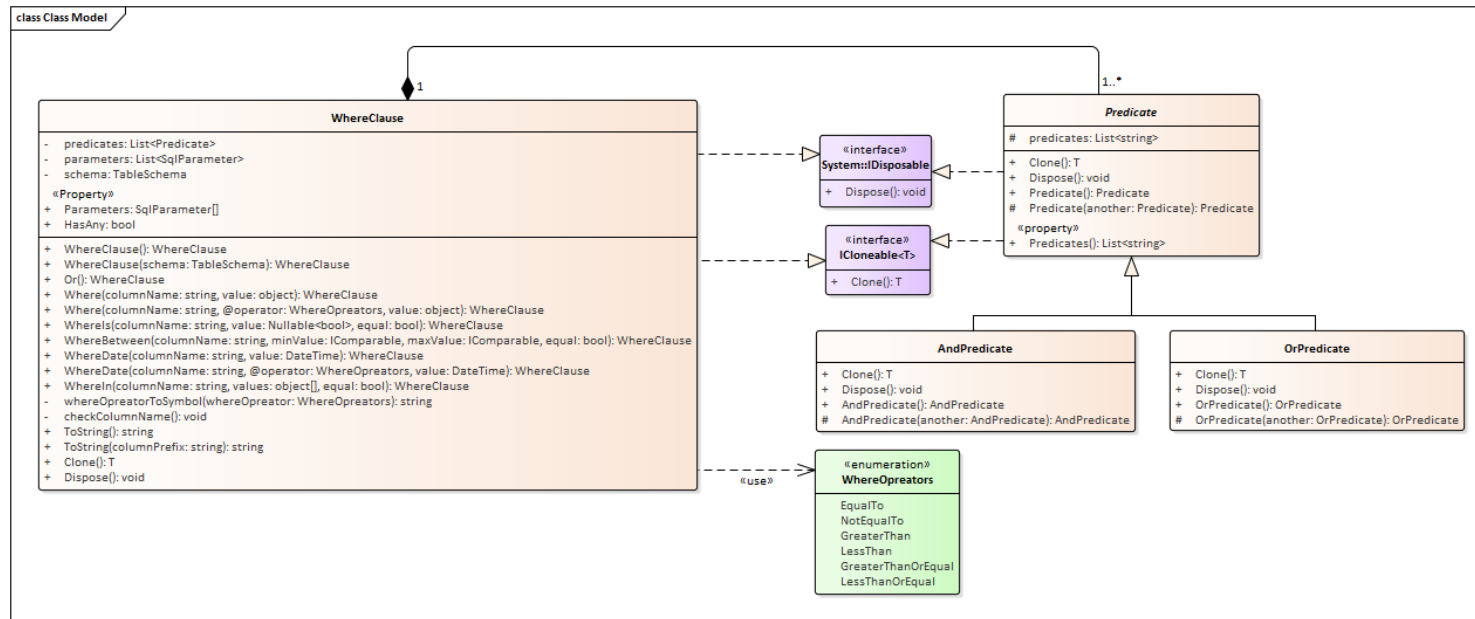 class Class Model
1
1..*
WhereClause
- predicates: List<Predicate>
- parameters: List<SqlParameter>
- schema: TableSchema
«Property»
+ Parameters: SqlParameter[]
+ HasAny: bool
+ WhereClause(): WhereClause
+ WhereClause(schema: TableSchema): WhereClause
+ Or(): WhereClause
+ Where(columnName: string, value: object): WhereClause
+ Where(columnName: string, @operator: WhereOpreators, value: object): WhereClause
+ WhereIs(columnName: string, value: Nullable<bool>, equal: bool): WhereClause
+ WhereBetween(columnName: string, minValue: IComparable, maxValue: IComparable, equal: bool): WhereClause
+ WhereDate(columnName: string, value: DateTime): WhereClause
+ WhereDate(columnName: string, @operator: WhereOpreators, value: DateTime): WhereClause
+ WhereIn(columnName: string, values: object[], equal: bool): WhereClause
- whereOpreatorToSymbol(whereOpreator: WhereOpreators): string
- checkColumnName(): void
+ ToString(): string
+ ToString(columnPrefix: string): string
+ Clone(): T
+ Dispose(): void
«interface»
System::IDisposable
+ Dispose(): void
«interface»
ICloneable<T>
+ Clone(): T
Predicate
# predicates: List<string>
+ Clone(): T
+ Dispose(): void
+ Predicate(): Predicate
# Predicate(another: Predicate): Predicate
«property»
+ Predicates(): List<string>
AndPredicate
+ Clone(): T
+ Dispose(): void
+ AndPredicate(): AndPredicate
# AndPredicate(another: AndPredicate): AndPredicate
OrPredicate
+ Clone(): T
+ Dispose(): void
+ OrPredicate(): OrPredicate
# OrPredicate(another: OrPredicate): OrPredicate
«use»
«enumeration»
WhereOpreators
EqualTo
NotEqualTo
GreaterThan
LessThan
GreaterThanOrEqual
LessThanOrEqual